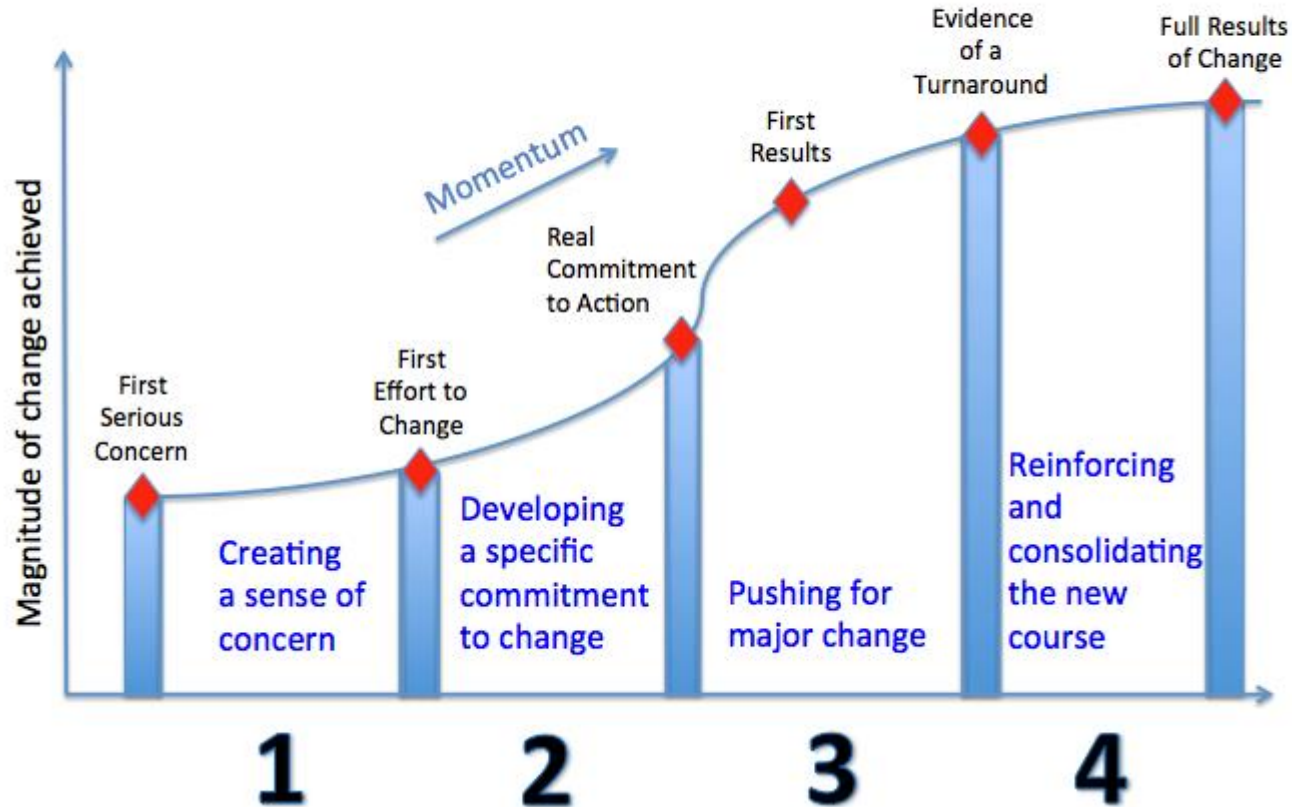 Magnitude of change achieved
First
Serious
Concern
First
Effort to
Change
Momentum
Real
Commitment
to Action
First
Results
Evidence
of a
Turnaround
Full Results
of Change
Creating
a sense of
concern
Developing
a specific
commitment
to change
Pushing for
major change
Reinforcing
and
consolidating
the new
course
1
2
3
4